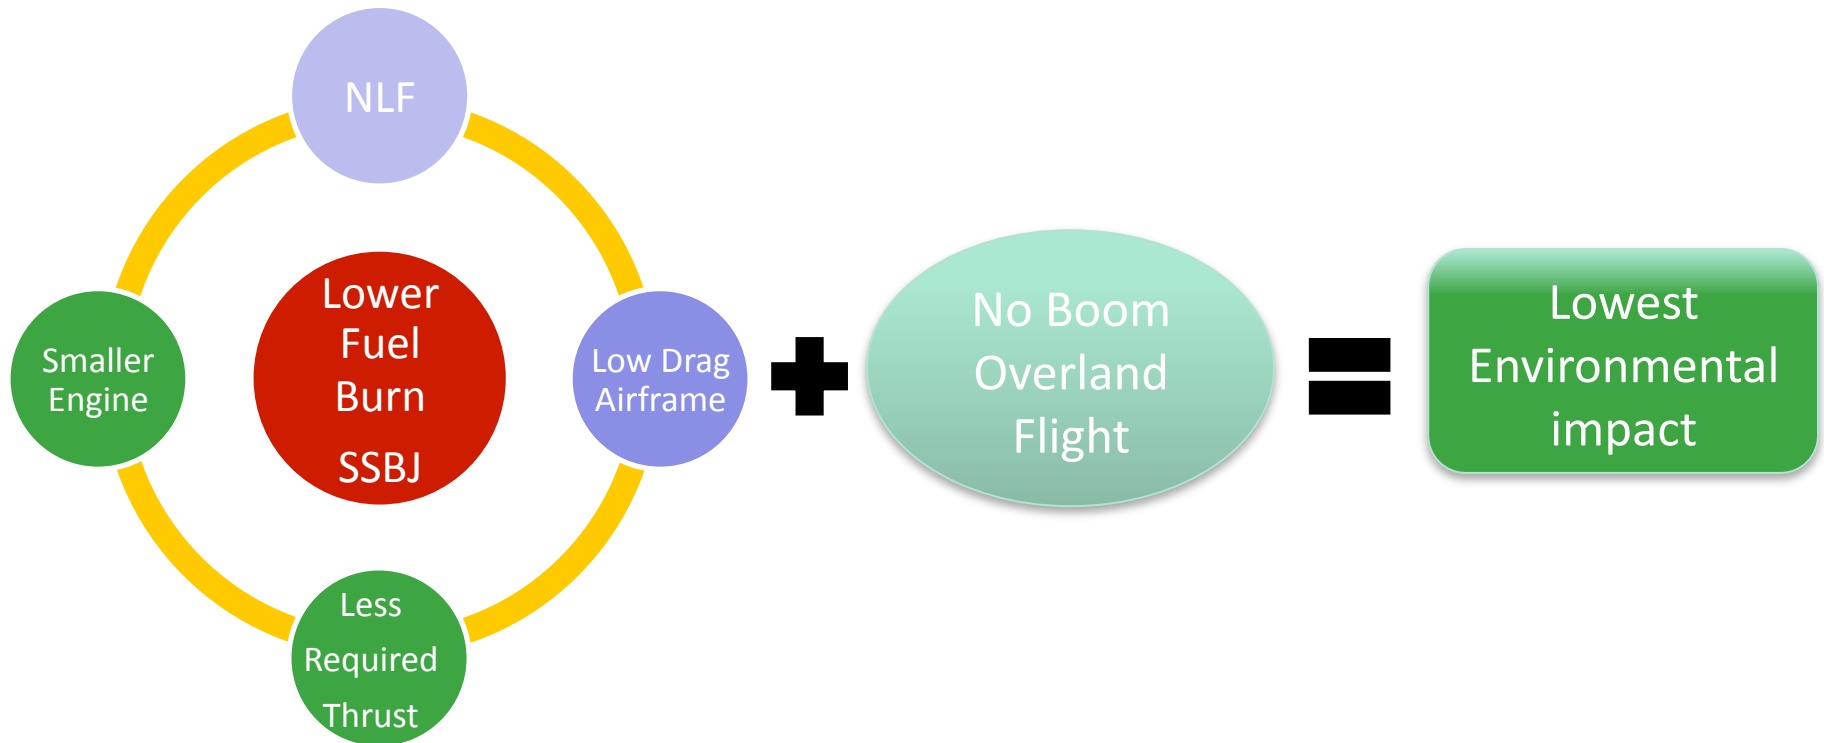 NLF
Lower
Fuel
Burn
SSBJ
Smaller
Engine
Low Drag
Airframe
Less
Required
Thrust
No Boom
Overland
Flight
Lowest
Environmental
impact